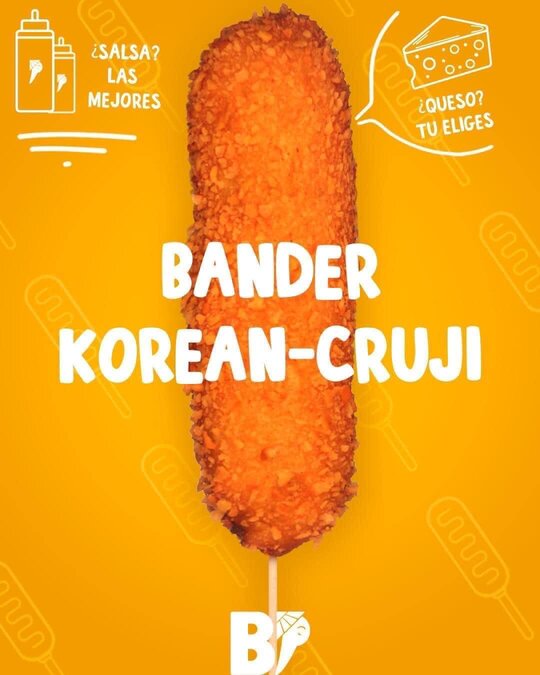 ¿SALSA?
LAS
MEJORES
¿QUESO?
TU ELIGES
BANDER
KOREAN-CRUJI
B